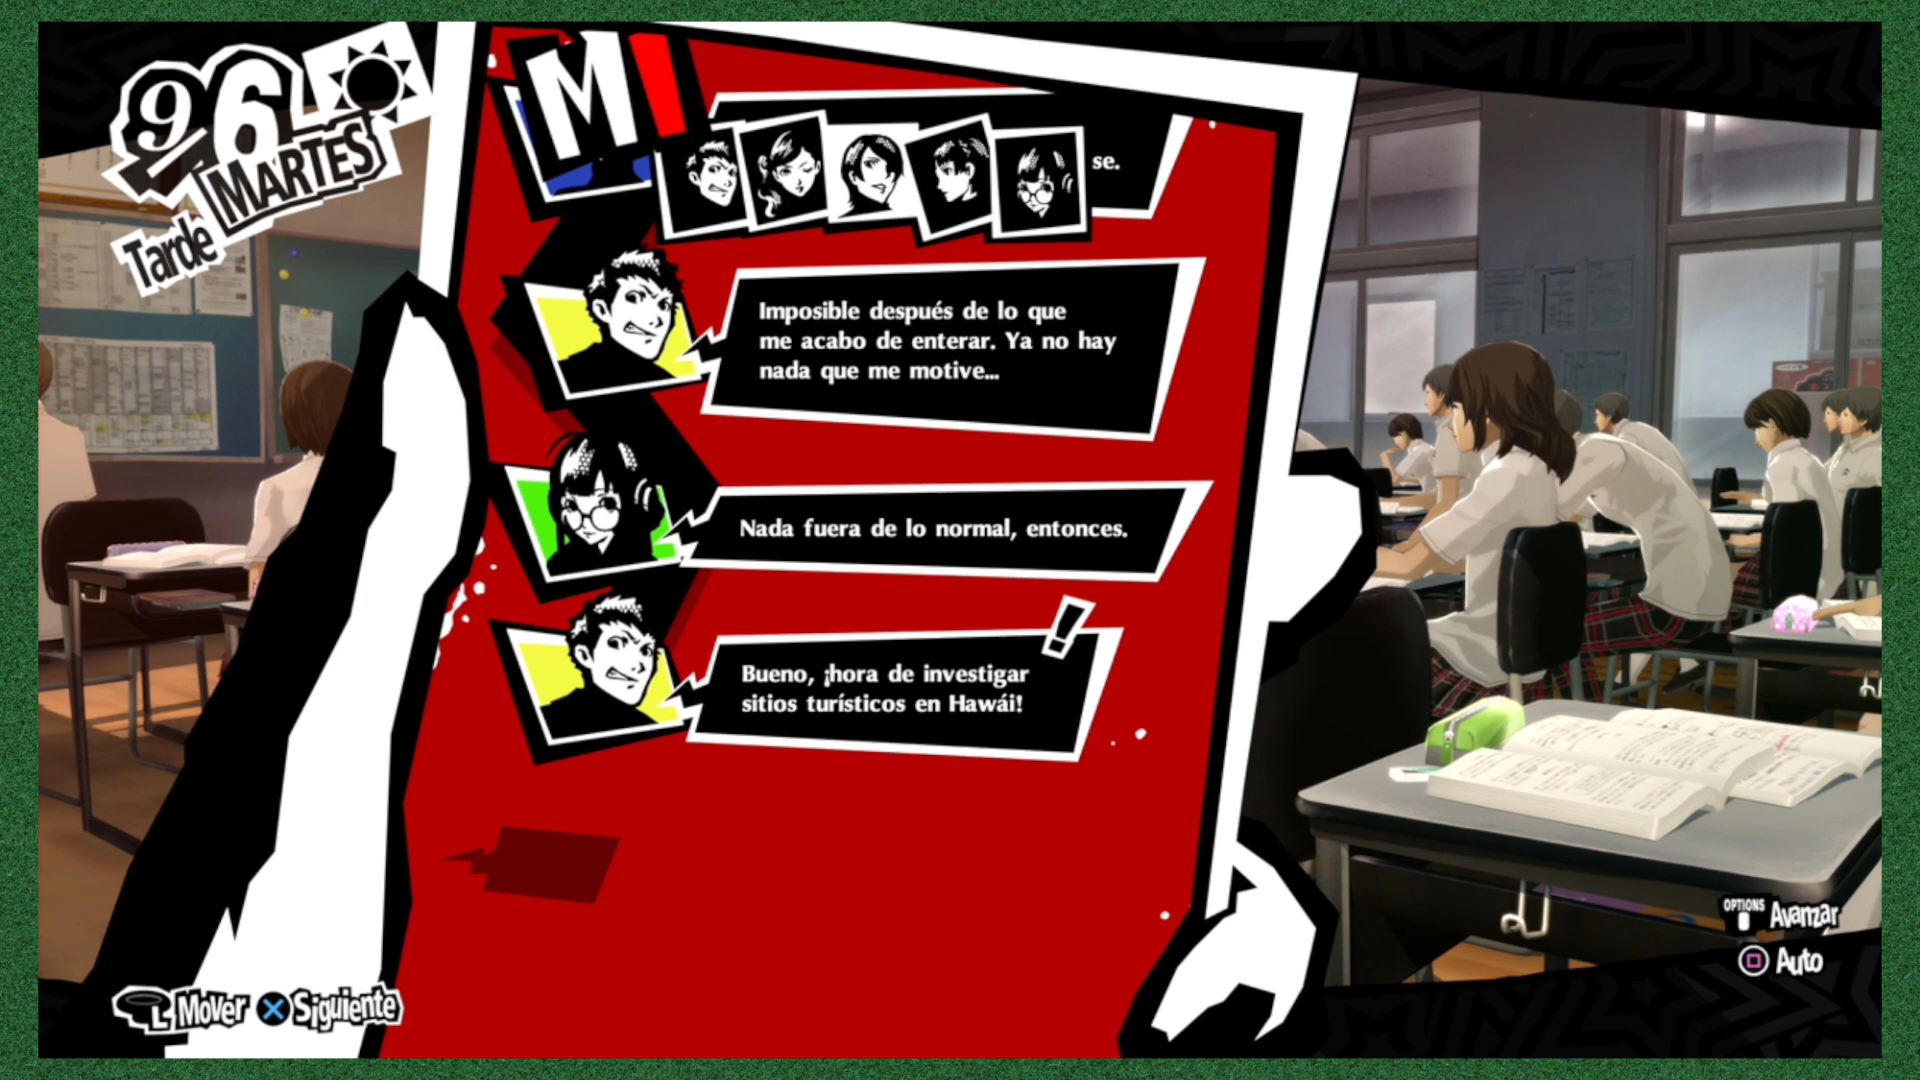 9/6
MARTES
Tarde
MI
se.
Imposible después de lo que
me acabo de enterar. Ya no hay
nada que me motive...
Nada fuera de lo normal, entonces.
!
Bueno, ¡hora de investigar
sitios turísticos en Hawái!
OPTIONS Avanzar
Auto
L Mover Siguiente